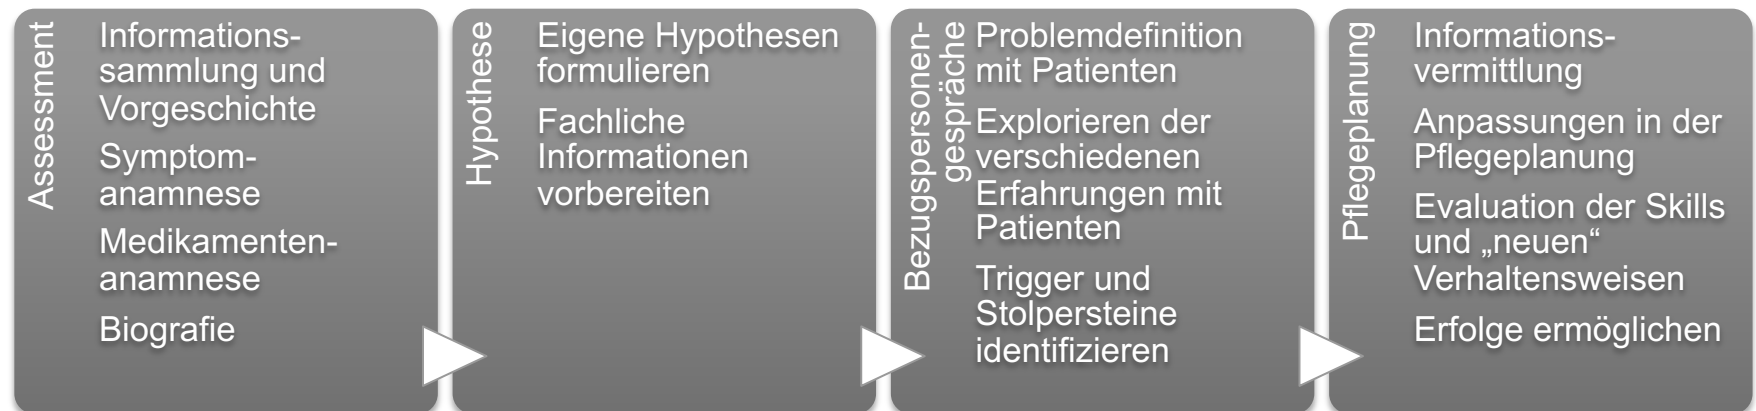 Assessment
Informations-
sammlung und
Vorgeschichte
Symptom-
anamnese
Medikamenten-
anamnese
Biografie
Hypothese
Eigene Hypothesen
formulieren
Fachliche
Informationen
vorbereiten
Bezugspersonen-
gespräche
Problemdefinition
mit Patienten
Explorieren der
verschiedenen
Erfahrungen mit
Patienten
Trigger und
Stolpersteine
identifizieren
Pflegeplanung
Informations-
vermittlung
Anpassungen in der
Pflegeplanung
Evaluation der Skills
und „neuen“
Verhaltensweisen
Erfolge ermöglichen